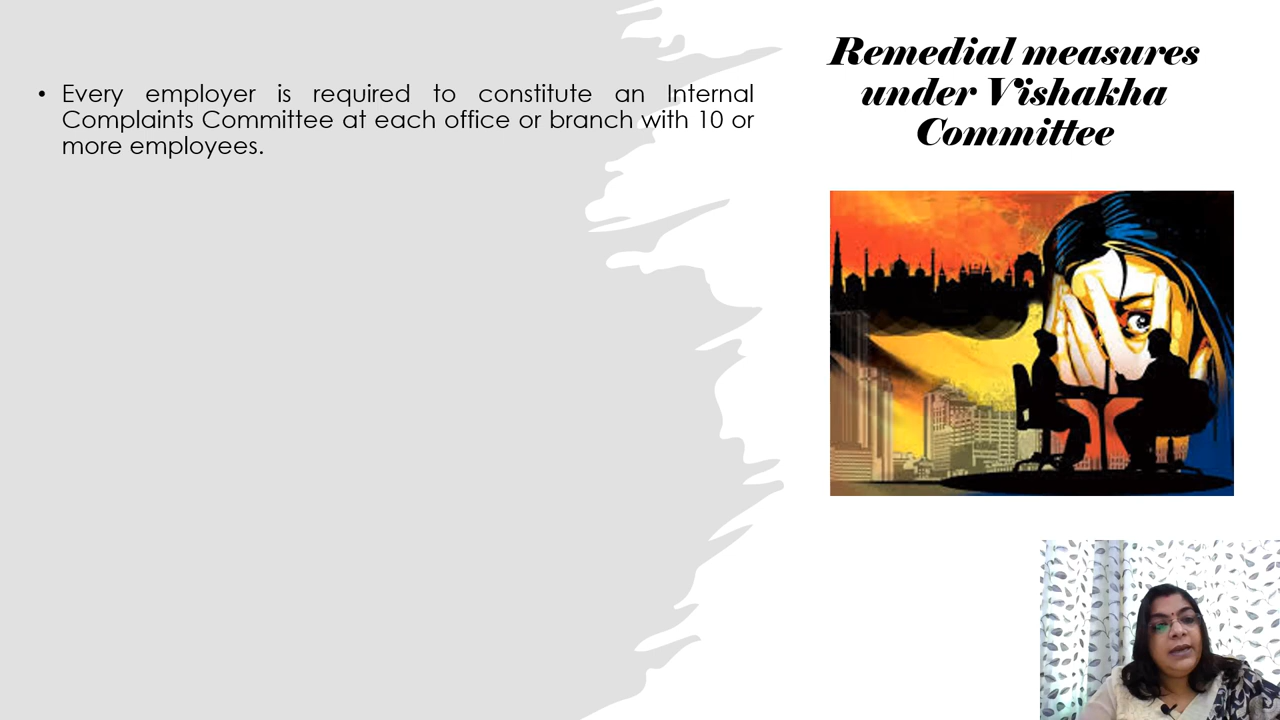 Remedial measures
under Vishakha
Committee
• Every employer is required to constitute an Internal
Complaints Committee at each office or branch with 10 or
more employees.